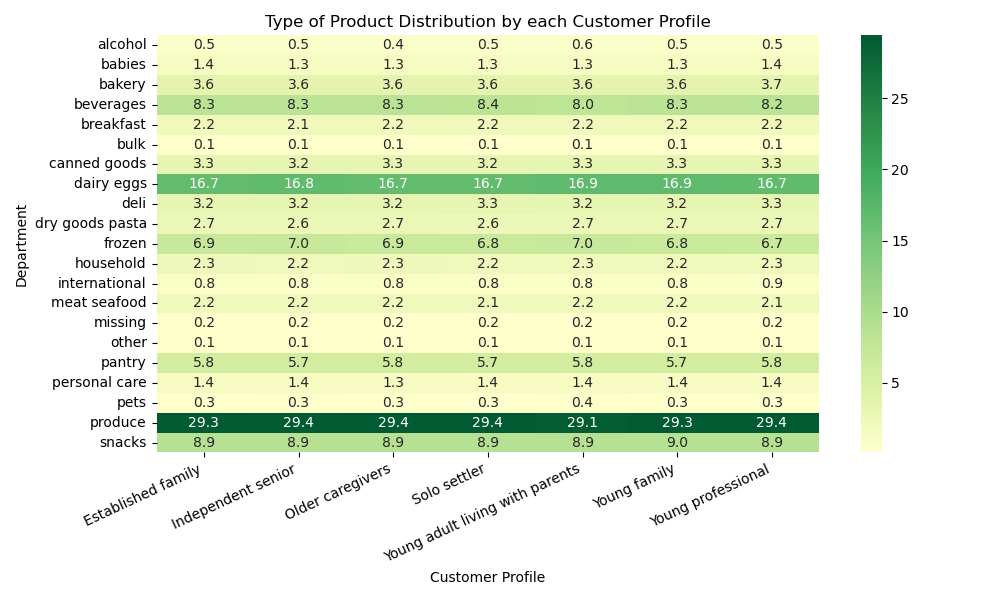 Type of Product Distribution by each Customer Profile
Department
alcohol 0.5 0.5 0.4 0.5 0.6 0.5 0.5
babies 1.4 1.3 1.3 1.3 1.3 1.3 1.4
bakery 3.6 3.6 3.6 3.6 3.6 3.6 3.7
beverages 8.3 8.3 8.3 8.4 8.0 8.3 8.2
breakfast 2.2 2.1 2.2 2.2 2.2 2.2 2.2
bulk 0.1 0.1 0.1 0.1 0.1 0.1 0.1
canned goods 3.3 3.2 3.3 3.2 3.3 3.3 3.3
dairy eggs 16.7 16.8 16.7 16.7 16.9 16.9 16.7
deli 3.2 3.2 3.2 3.3 3.2 3.2 3.3
dry goods pasta 2.7 2.6 2.7 2.6 2.7 2.7 2.7
frozen 6.9 7.0 6.9 6.8 7.0 6.8 6.7
household 2.3 2.2 2.3 2.2 2.3 2.2 2.3
international 0.8 0.8 0.8 0.8 0.8 0.8 0.9
meat seafood 2.2 2.2 2.2 2.1 2.2 2.2 2.1
missing 0.2 0.2 0.2 0.2 0.2 0.2 0.2
other 0.1 0.1 0.1 0.1 0.1 0.1 0.1
pantry 5.8 5.7 5.8 5.7 5.8 5.7 5.8
personal care 1.4 1.4 1.3 1.4 1.4 1.4 1.4
pets 0.3 0.3 0.3 0.3 0.4 0.3 0.3
produce 29.3 29.4 29.4 29.4 29.1 29.3 29.4
snacks 8.9 8.9 8.9 8.9 8.9 9.0 8.9
Established family
Independent senior
Older caregivers
Solo settler
Young adult living with parents
Young family
Young professional
Customer Profile
25
20
15
10
5